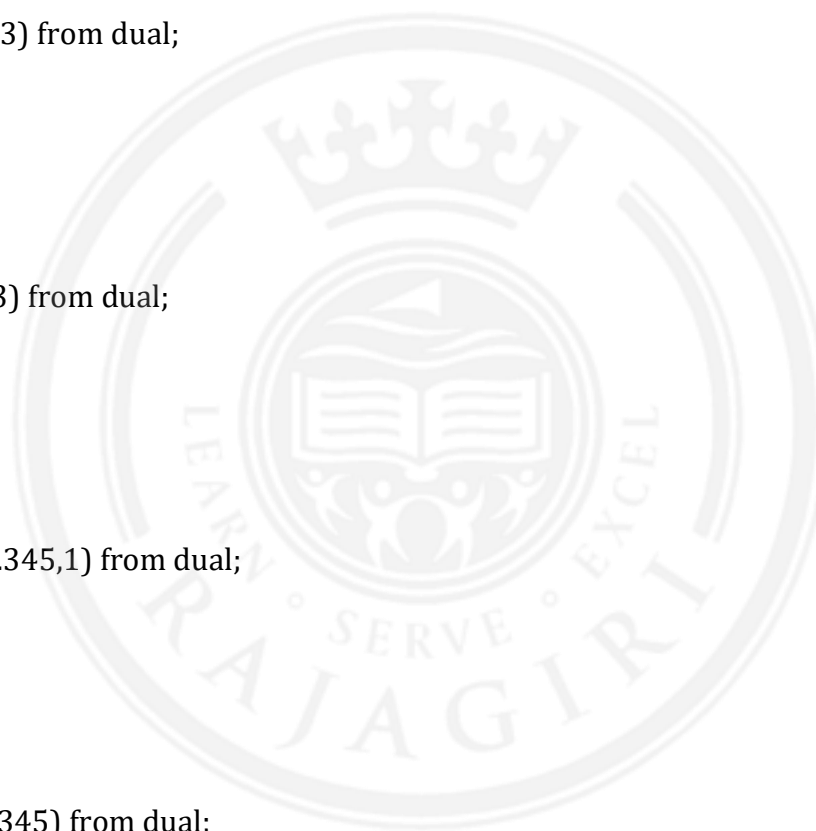 3) from dual;
3) from dual;
.345,1) from dual;
345) from dual;
LEARN
SERVE
EXCEL
RAJAGIRI